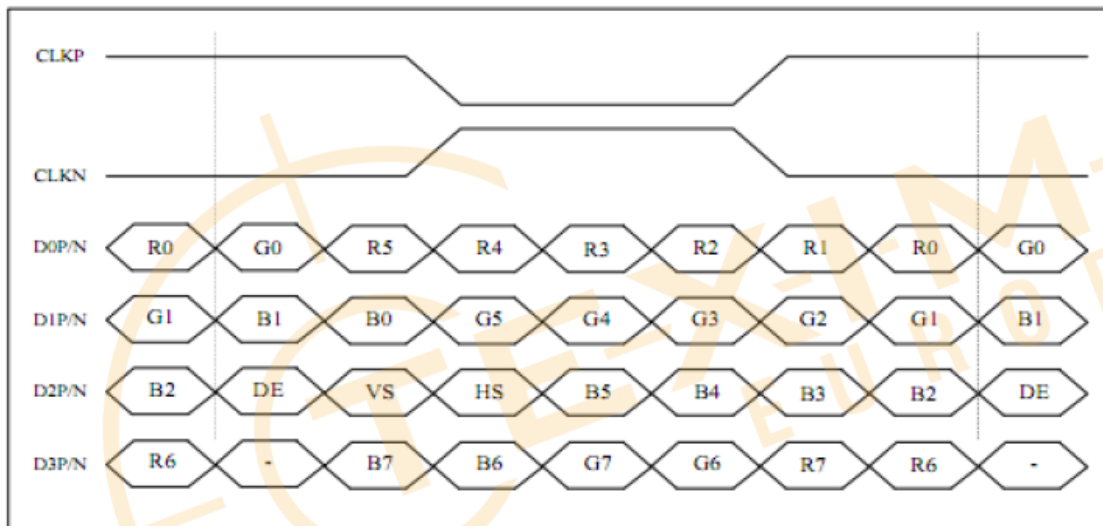 CLKP
CLKN
D0P/N R0 G0 R5 R4 R3 R2 R1 R0 G0
D1P/N G1 B1 B0 G5 G4 G3 G2 G1 B1
D2P/N B2 DE VS HS B5 B4 B3 B2 DE
D3P/N R6 - B7 B6 G7 G6 R7 R6 -
TEXIM
EURO